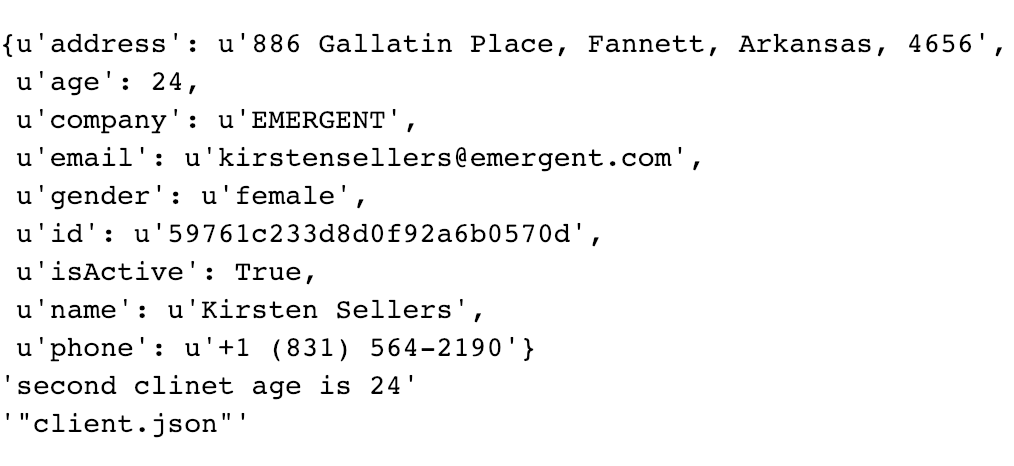 {u'address': u'886 Gallatin Place, Fannett, Arkansas, 4656',
u'age': 24,
u'company': u'EMERGENT',
u'email': u'kirstensellers@emergent.com',
u'gender': u'female',
u'id': u'59761c233d8d0f92a6b0570d',
u'isActive': True,
u'name': u'Kirsten Sellers',
u'phone': u'+1 (831) 564-2190'}
'second clinet age is 24'
'"client.json"'